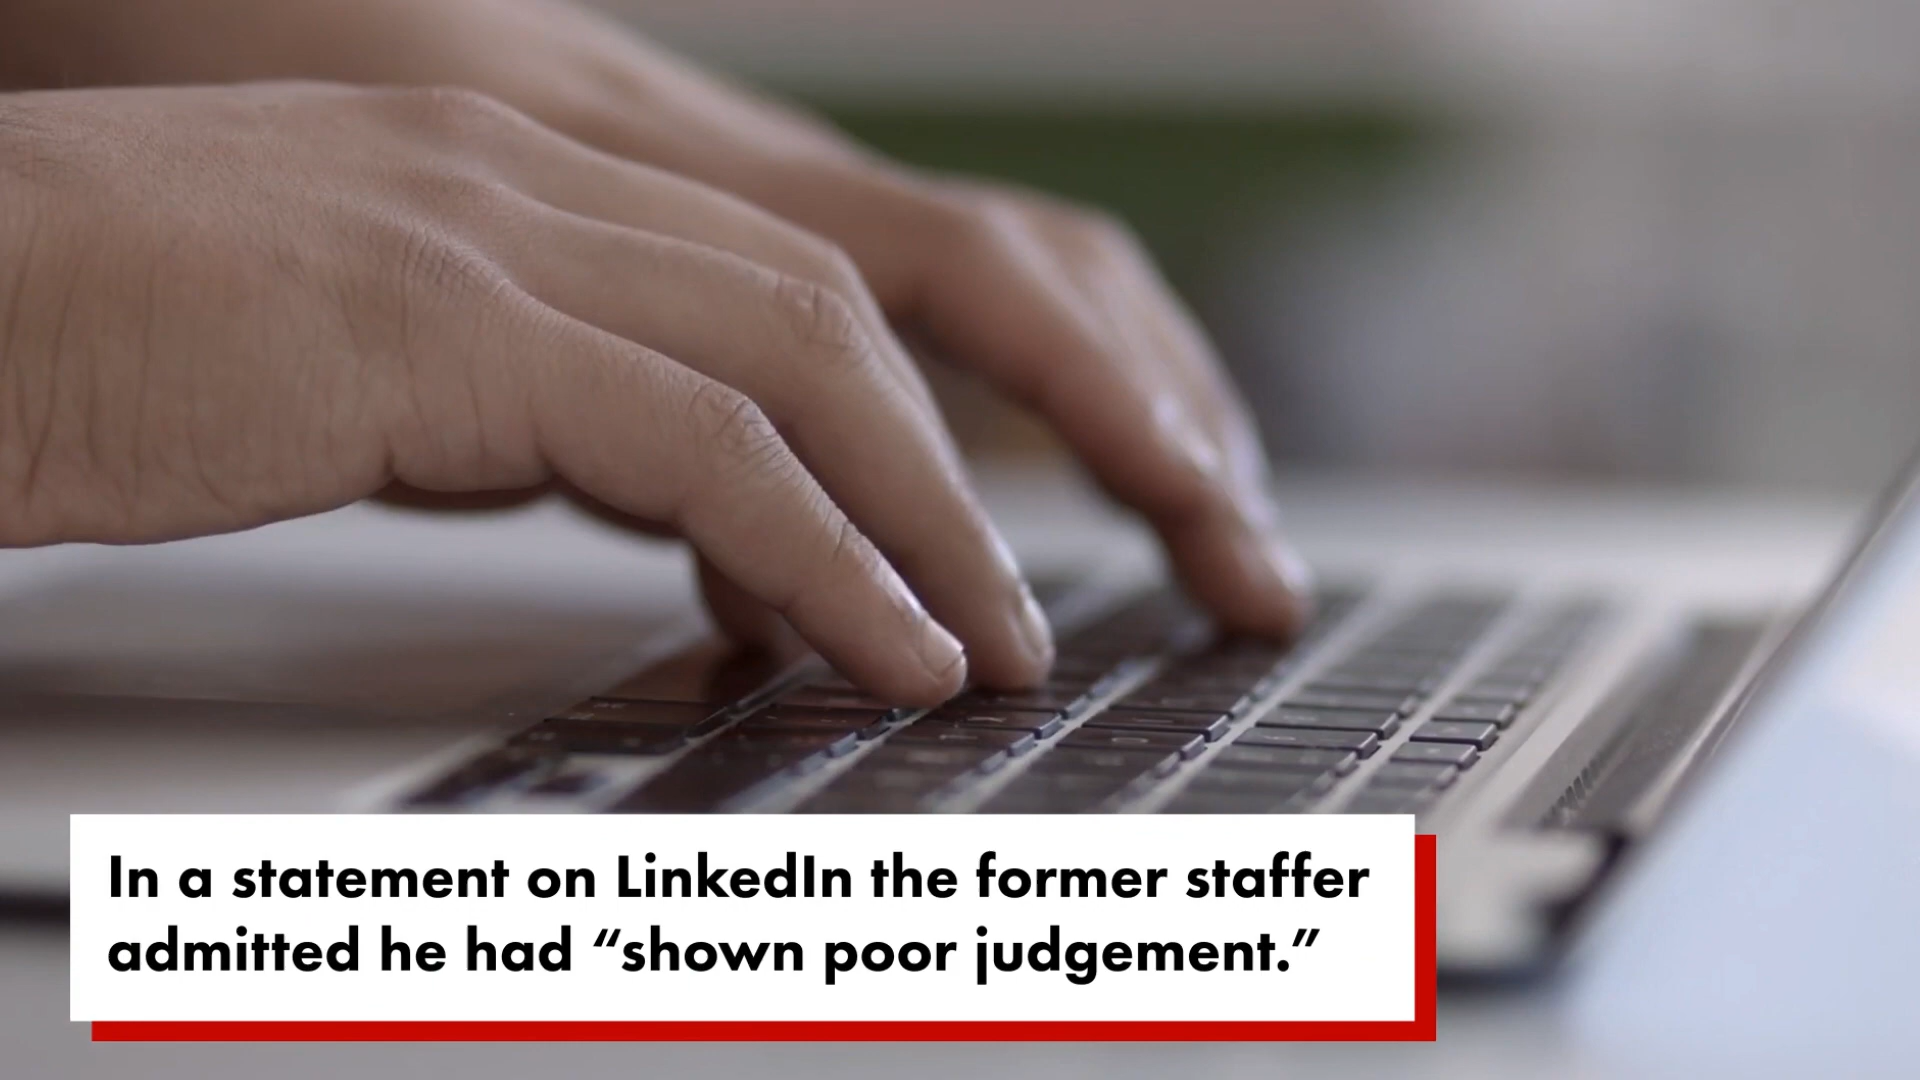 In a statement on LinkedIn the former staffer
admitted he had “shown poor judgement.”